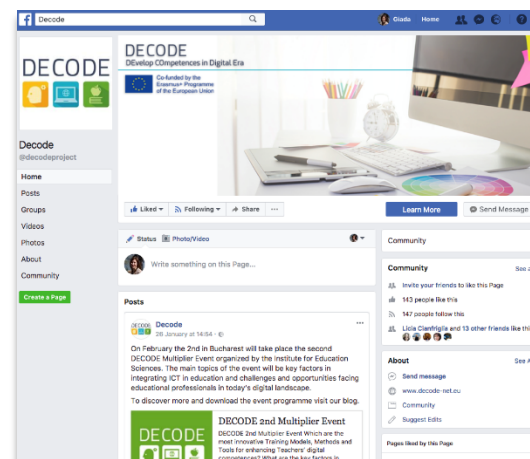 Decode
Giada Home
DECODE
DECODE
DEvelop COmpetences in Digital Era
Co-funded by the
Erasmus+ Programme
of the European Union
Decode
@decodeproject
Home
Posts
Groups
Videos
Photos
About
Community
Create a Page
Liked Following Share ...
Learn More Send Message
Status Photo/Video
Write something on this Page...
Posts
Decode
26 January at 14:54 ·
On February the 2nd in Bucharest will take place the second
DECODE Multiplier Event organized by the Institute for Education
Sciences. The main topics of the event will be key factors in
integrating ICT in education and challenges and opportunities facing
educational professionals in today's digital landscape.
To discover more and download the event programme visit our blog.
DECODE
DECODE 2nd Multiplier Event
DECODE 2nd Multiplier Event Which are the
most innovative Training Models, Methods and
Tools for enhancing Teachers' digital
competences? What are the key factors in
Community
Community See A
Invite your friends to like this Page
143 people like this
147 people follow this
Licia Cianfriglia and 13 other friends like this
About See A
Send message
www.decode-net.eu
Community
Suggest Edits
Pages liked by this Page